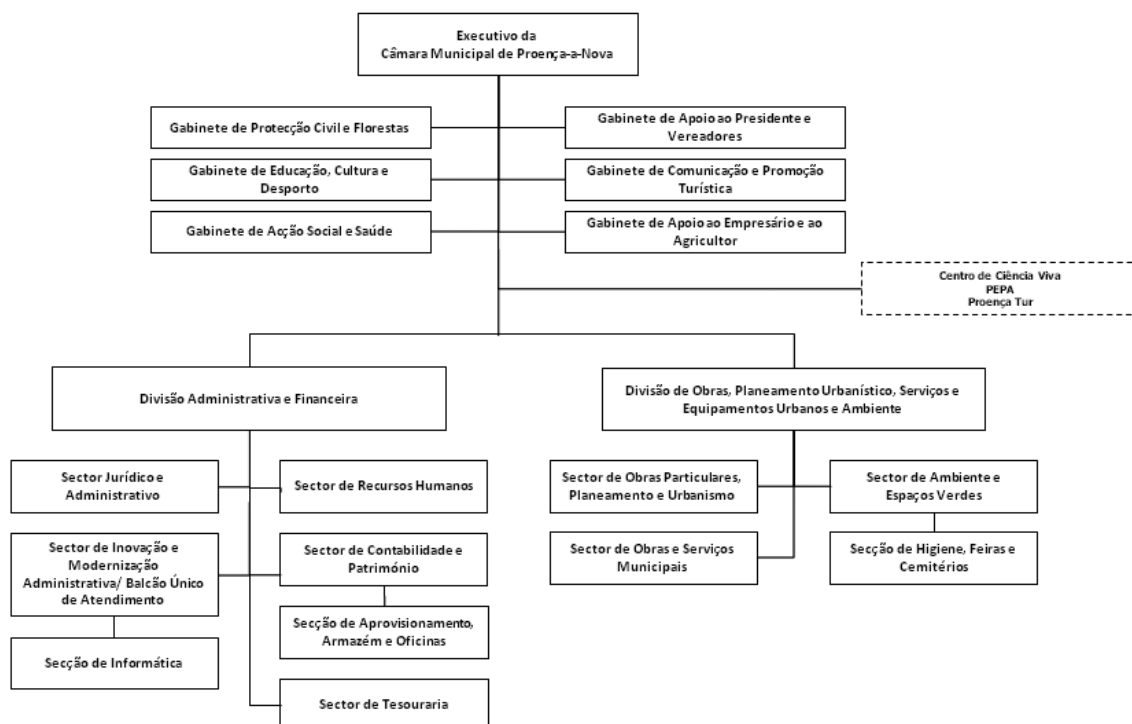 Executivo da
Câmara Municipal de Proença-a-Nova
Gabinete de Protecção Civil e Florestas
Gabinete de Apoio ao Presidente e
Vereadores
Gabinete de Educação, Cultura e
Desporto
Gabinete de Comunicação e Promoção
Turística
Gabinete de Acção Social e Saúde
Gabinete de Apoio ao Empresário e ao
Agricultor
Centro de Ciência Viva
PEPA
Proença Tur
Divisão Administrativa e Financeira
Divisão de Obras, Planeamento Urbanístico, Serviços e
Equipamentos Urbanos e Ambiente
Sector Jurídico e
Administrativo
Sector de Recursos Humanos
Sector de Obras Particulares,
Planeamento e Urbanismo
Sector de Ambiente e
Espaços Verdes
Sector de Inovação e
Modernização
Administrativa/ Balcão Único
de Atendimento
Sector de Contabilidade e
Património
Sector de Obras e Serviços
Municipais
Secção de Higiene, Feiras e
Cemitérios
Secção de Informática
Secção de Aprovisionamento,
Armazém e Oficinas
Sector de Tesouraria